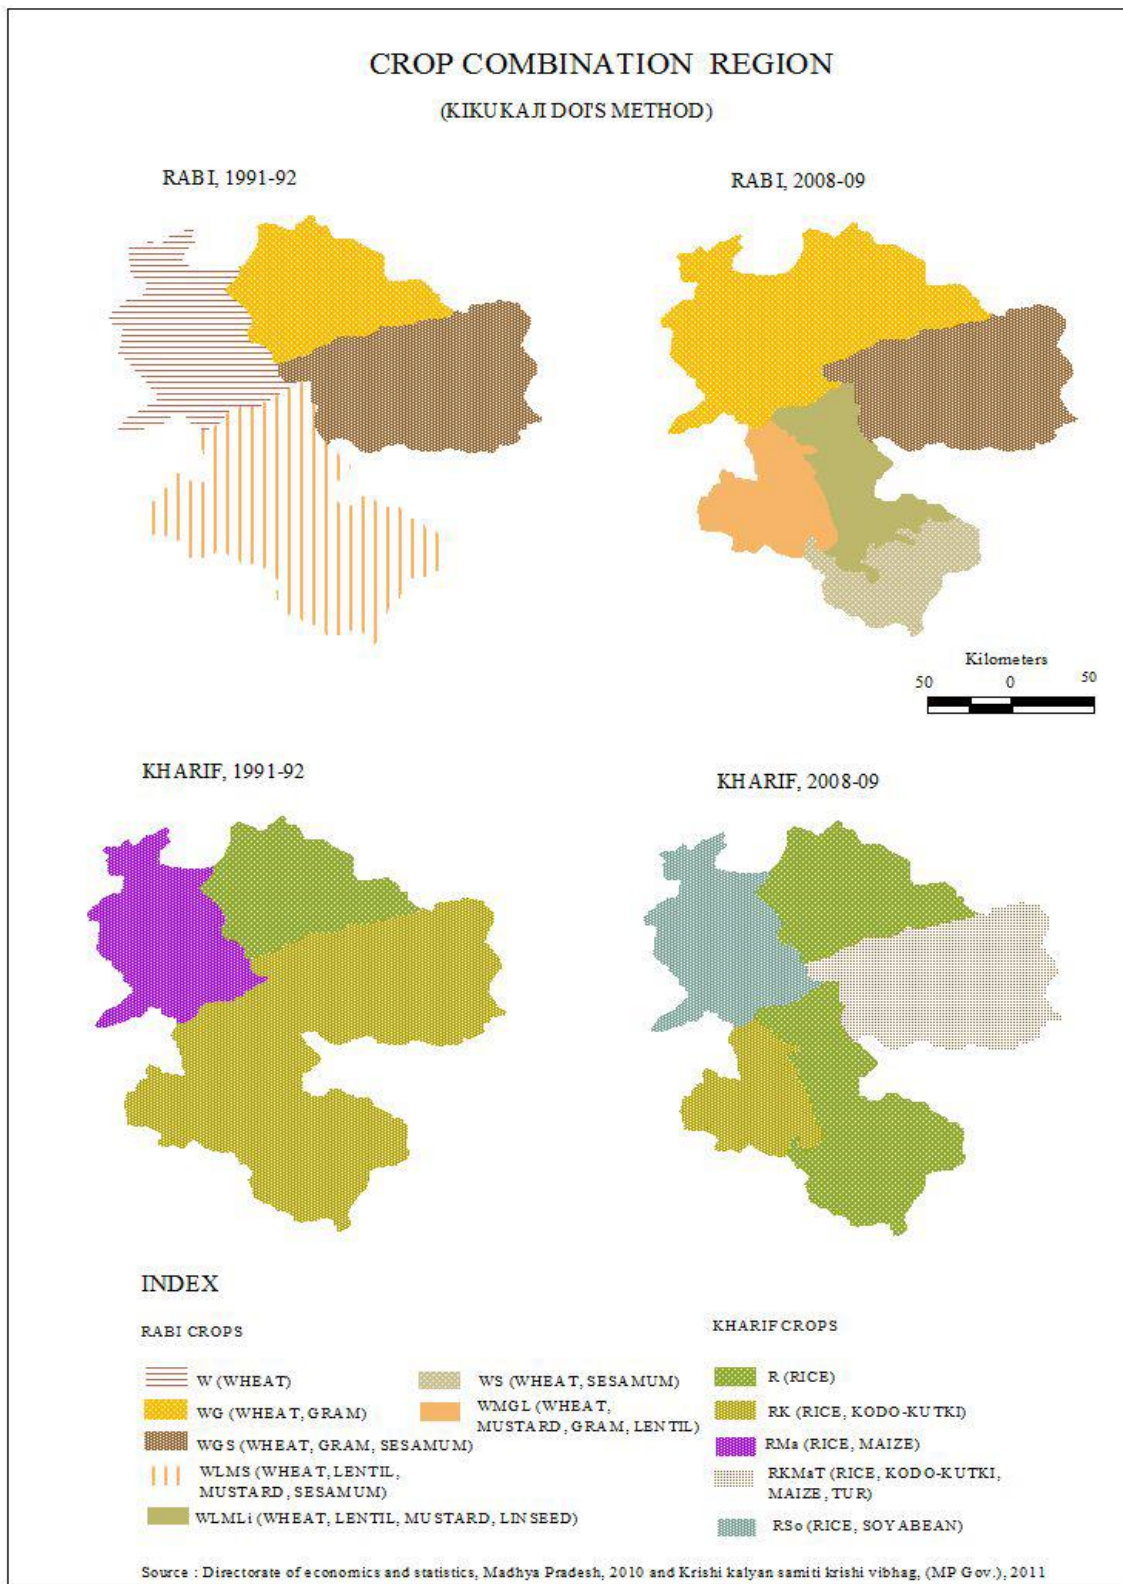 CROP COMBINATION REGION
(KIKUKAJI DOI'S METHOD)
RABI, 1991-92
RABI, 2008-09
Kilometers
50 0 50
KHARIF, 1991-92
KHARIF, 2008-09
INDEX
RABI CROPS
W (WHEAT)
WG (WHEAT, GRAM)
WGS (WHEAT, GRAM, SESAMUM)
WLMS (WHEAT, LENTIL,
MUSTARD, SESAMUM)
WLMLi (WHEAT, LENTIL, MUSTARD, LINSEED)
WS (WHEAT, SESAMUM)
WMGL (WHEAT,
MUSTARD, GRAM, LENTIL)
KHARIF CROPS
R (RICE)
RK (RICE, KODO-KUTKI)
RMa (RICE, MAIZE)
RKMaT (RICE, KODO-KUTKI,
MAIZE, TUR)
RSo (RICE, SOYABEAN)
Source : Directorate of economics and statistics, Madhya Pradesh, 2010 and Krishi kalyan samiti krishi vibhag, (MP Gov.), 2011